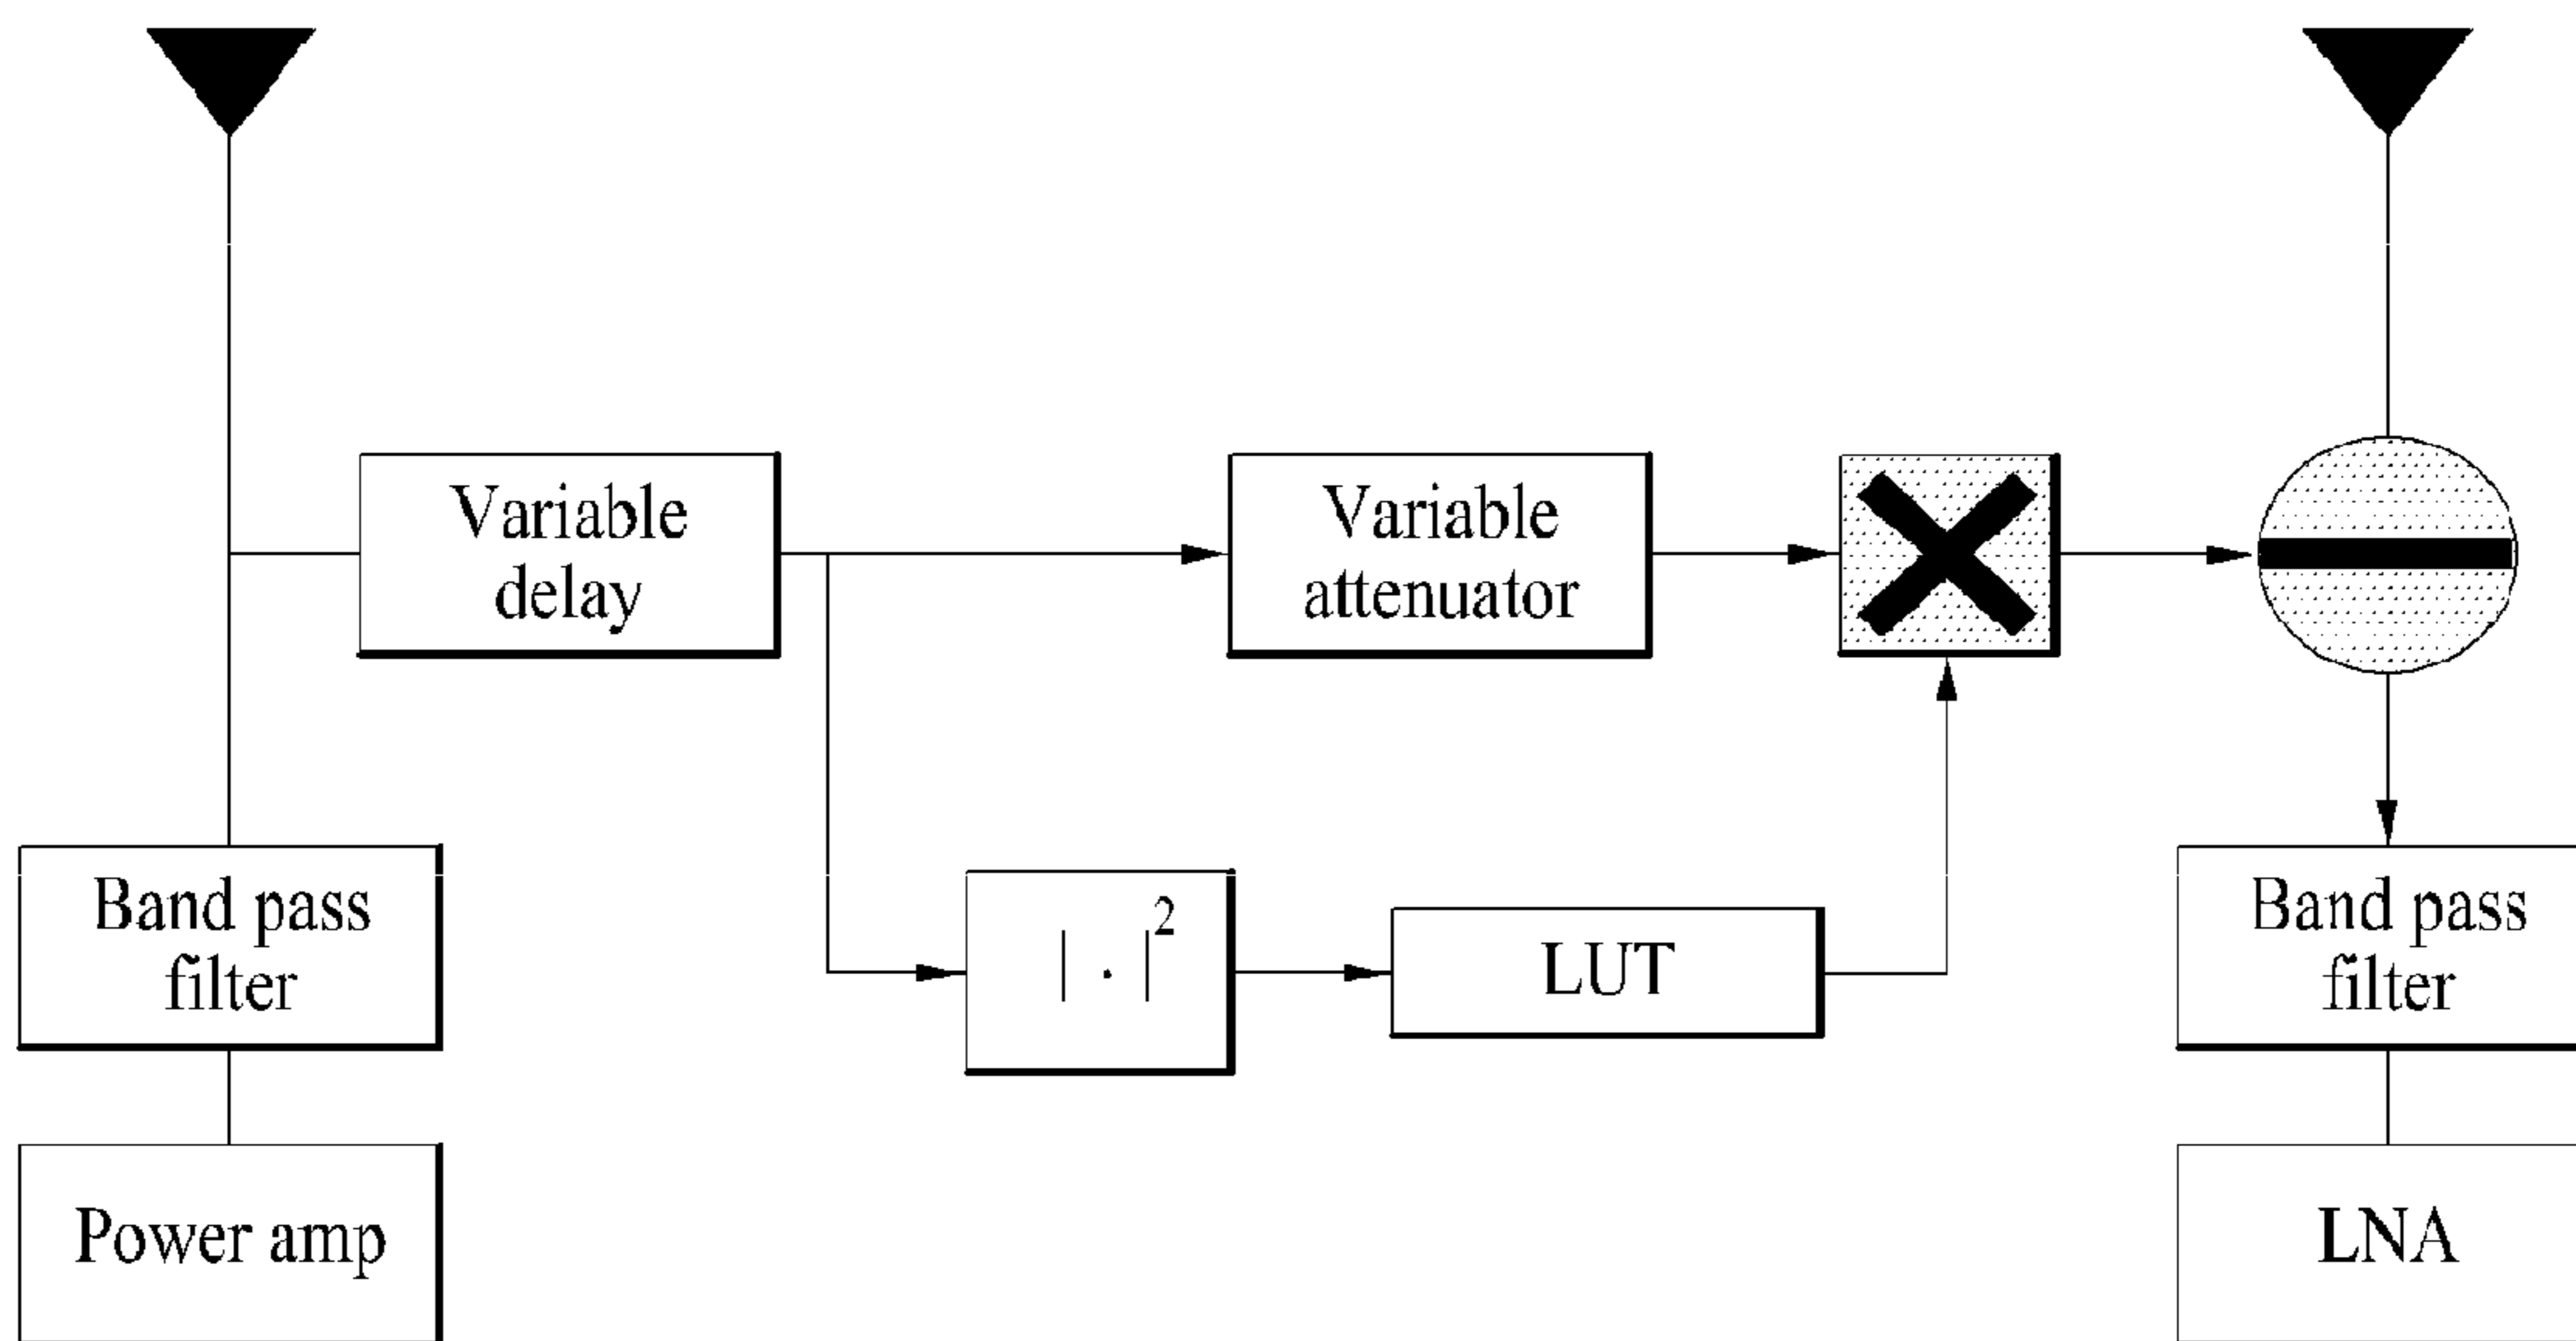 Variable
delay
Variable
attenuator
Band pass
filter
| · |²
LUT
Band pass
filter
Power amp
LNA